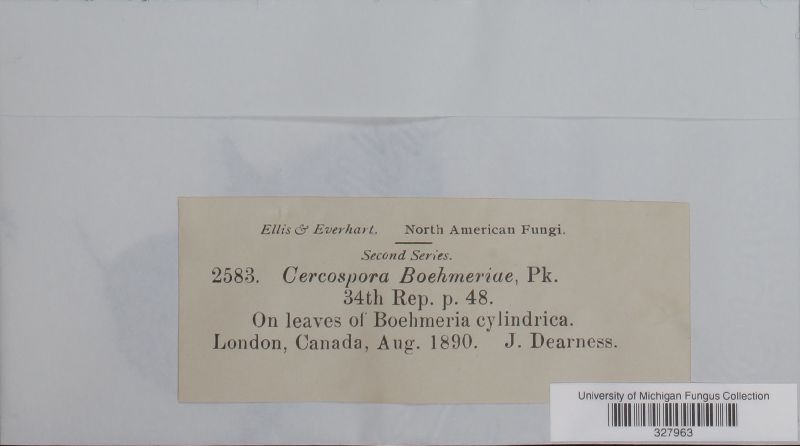 Ellis & Everhart. North American Fungi.
Second Series.
2583. Cercospora Boehmeriae, Pk.
34th Rep. p. 48.
On leaves of Boehmeria cylindrica.
London, Canada, Aug. 1890. J. Dearness.
University of Michigan Fungus Collection
327963